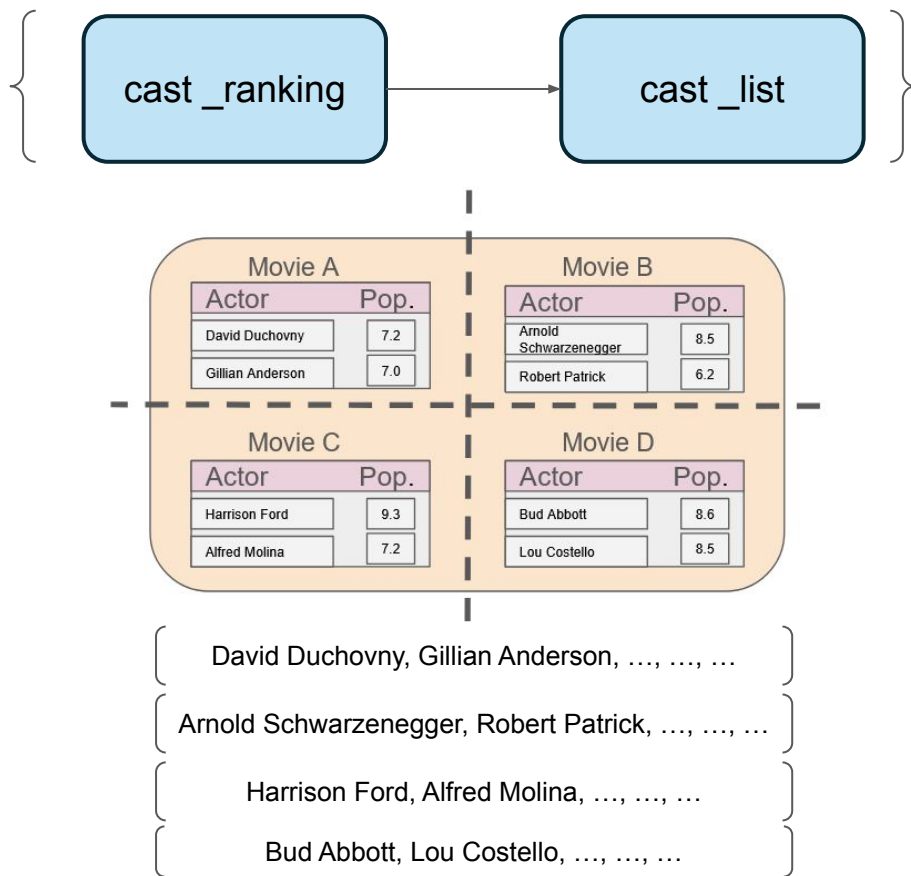 cast _ranking
cast _list
Movie A
Actor Pop.
David Duchovny 7.2
Gillian Anderson 7.0
Movie B
Actor Pop.
Arnold
Schwarzenegger 8.5
Robert Patrick 6.2
Movie C
Actor Pop.
Harrison Ford 9.3
Alfred Molina 7.2
Movie D
Actor Pop.
Bud Abbott 8.6
Lou Costello 8.5
David Duchovny, Gillian Anderson, …, …, …
Arnold Schwarzenegger, Robert Patrick, …, …, …
Harrison Ford, Alfred Molina, …, …, …
Bud Abbott, Lou Costello, …, …, …